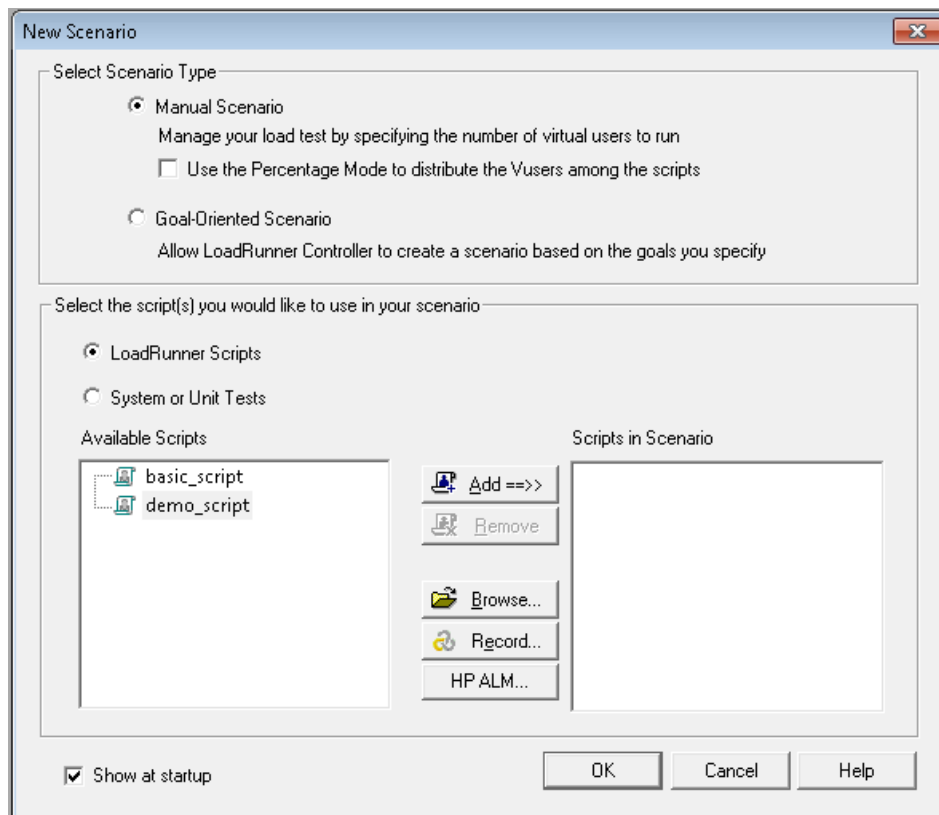 New Scenario
Select Scenario Type
Manual Scenario
Manage your load test by specifying the number of virtual users to run
Use the Percentage Mode to distribute the Vusers among the scripts
Goal-Oriented Scenario
Allow LoadRunner Controller to create a scenario based on the goals you specify
Select the script(s) you would like to use in your scenario
LoadRunner Scripts
System or Unit Tests
Available Scripts
Scripts in Scenario
basic_script
demo_script
Add ==>>
Remove
Browse...
Record...
HP ALM...
Show at startup
OK
Cancel
Help